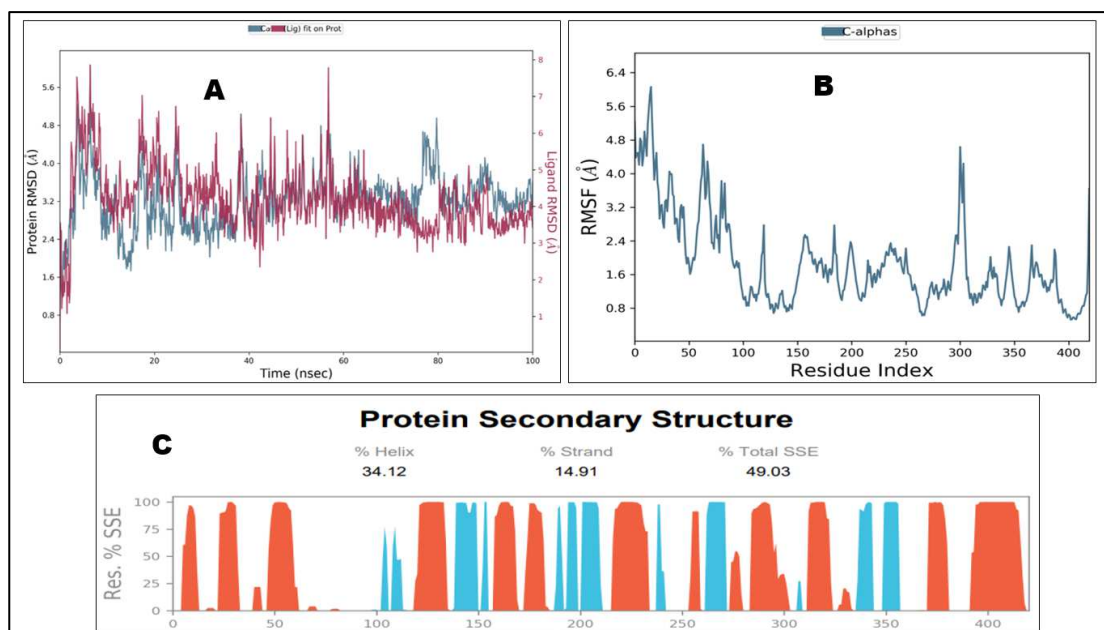 Ca
(Lig) fit on Prot
A
Protein RMSD (Å)
5.6
4.8
4.0
3.2
2.4
1.6
0.8
8
7
6
5
4
3
2
1
Ligand RMSD (Å)
0 20 40 60 80 100
Time (nsec)
C-alphas
B
RMSF (Å)
6.4
5.6
4.8
4.0
3.2
2.4
1.6
0.8
0 50 100 150 200 250 300 350 400
Residue Index
Protein Secondary Structure
C
% Helix % Strand % Total SSE
34.12 14.91 49.03
Res. % SSE
100
75
50
25
0
0 50 100 150 200 250 300 350 400